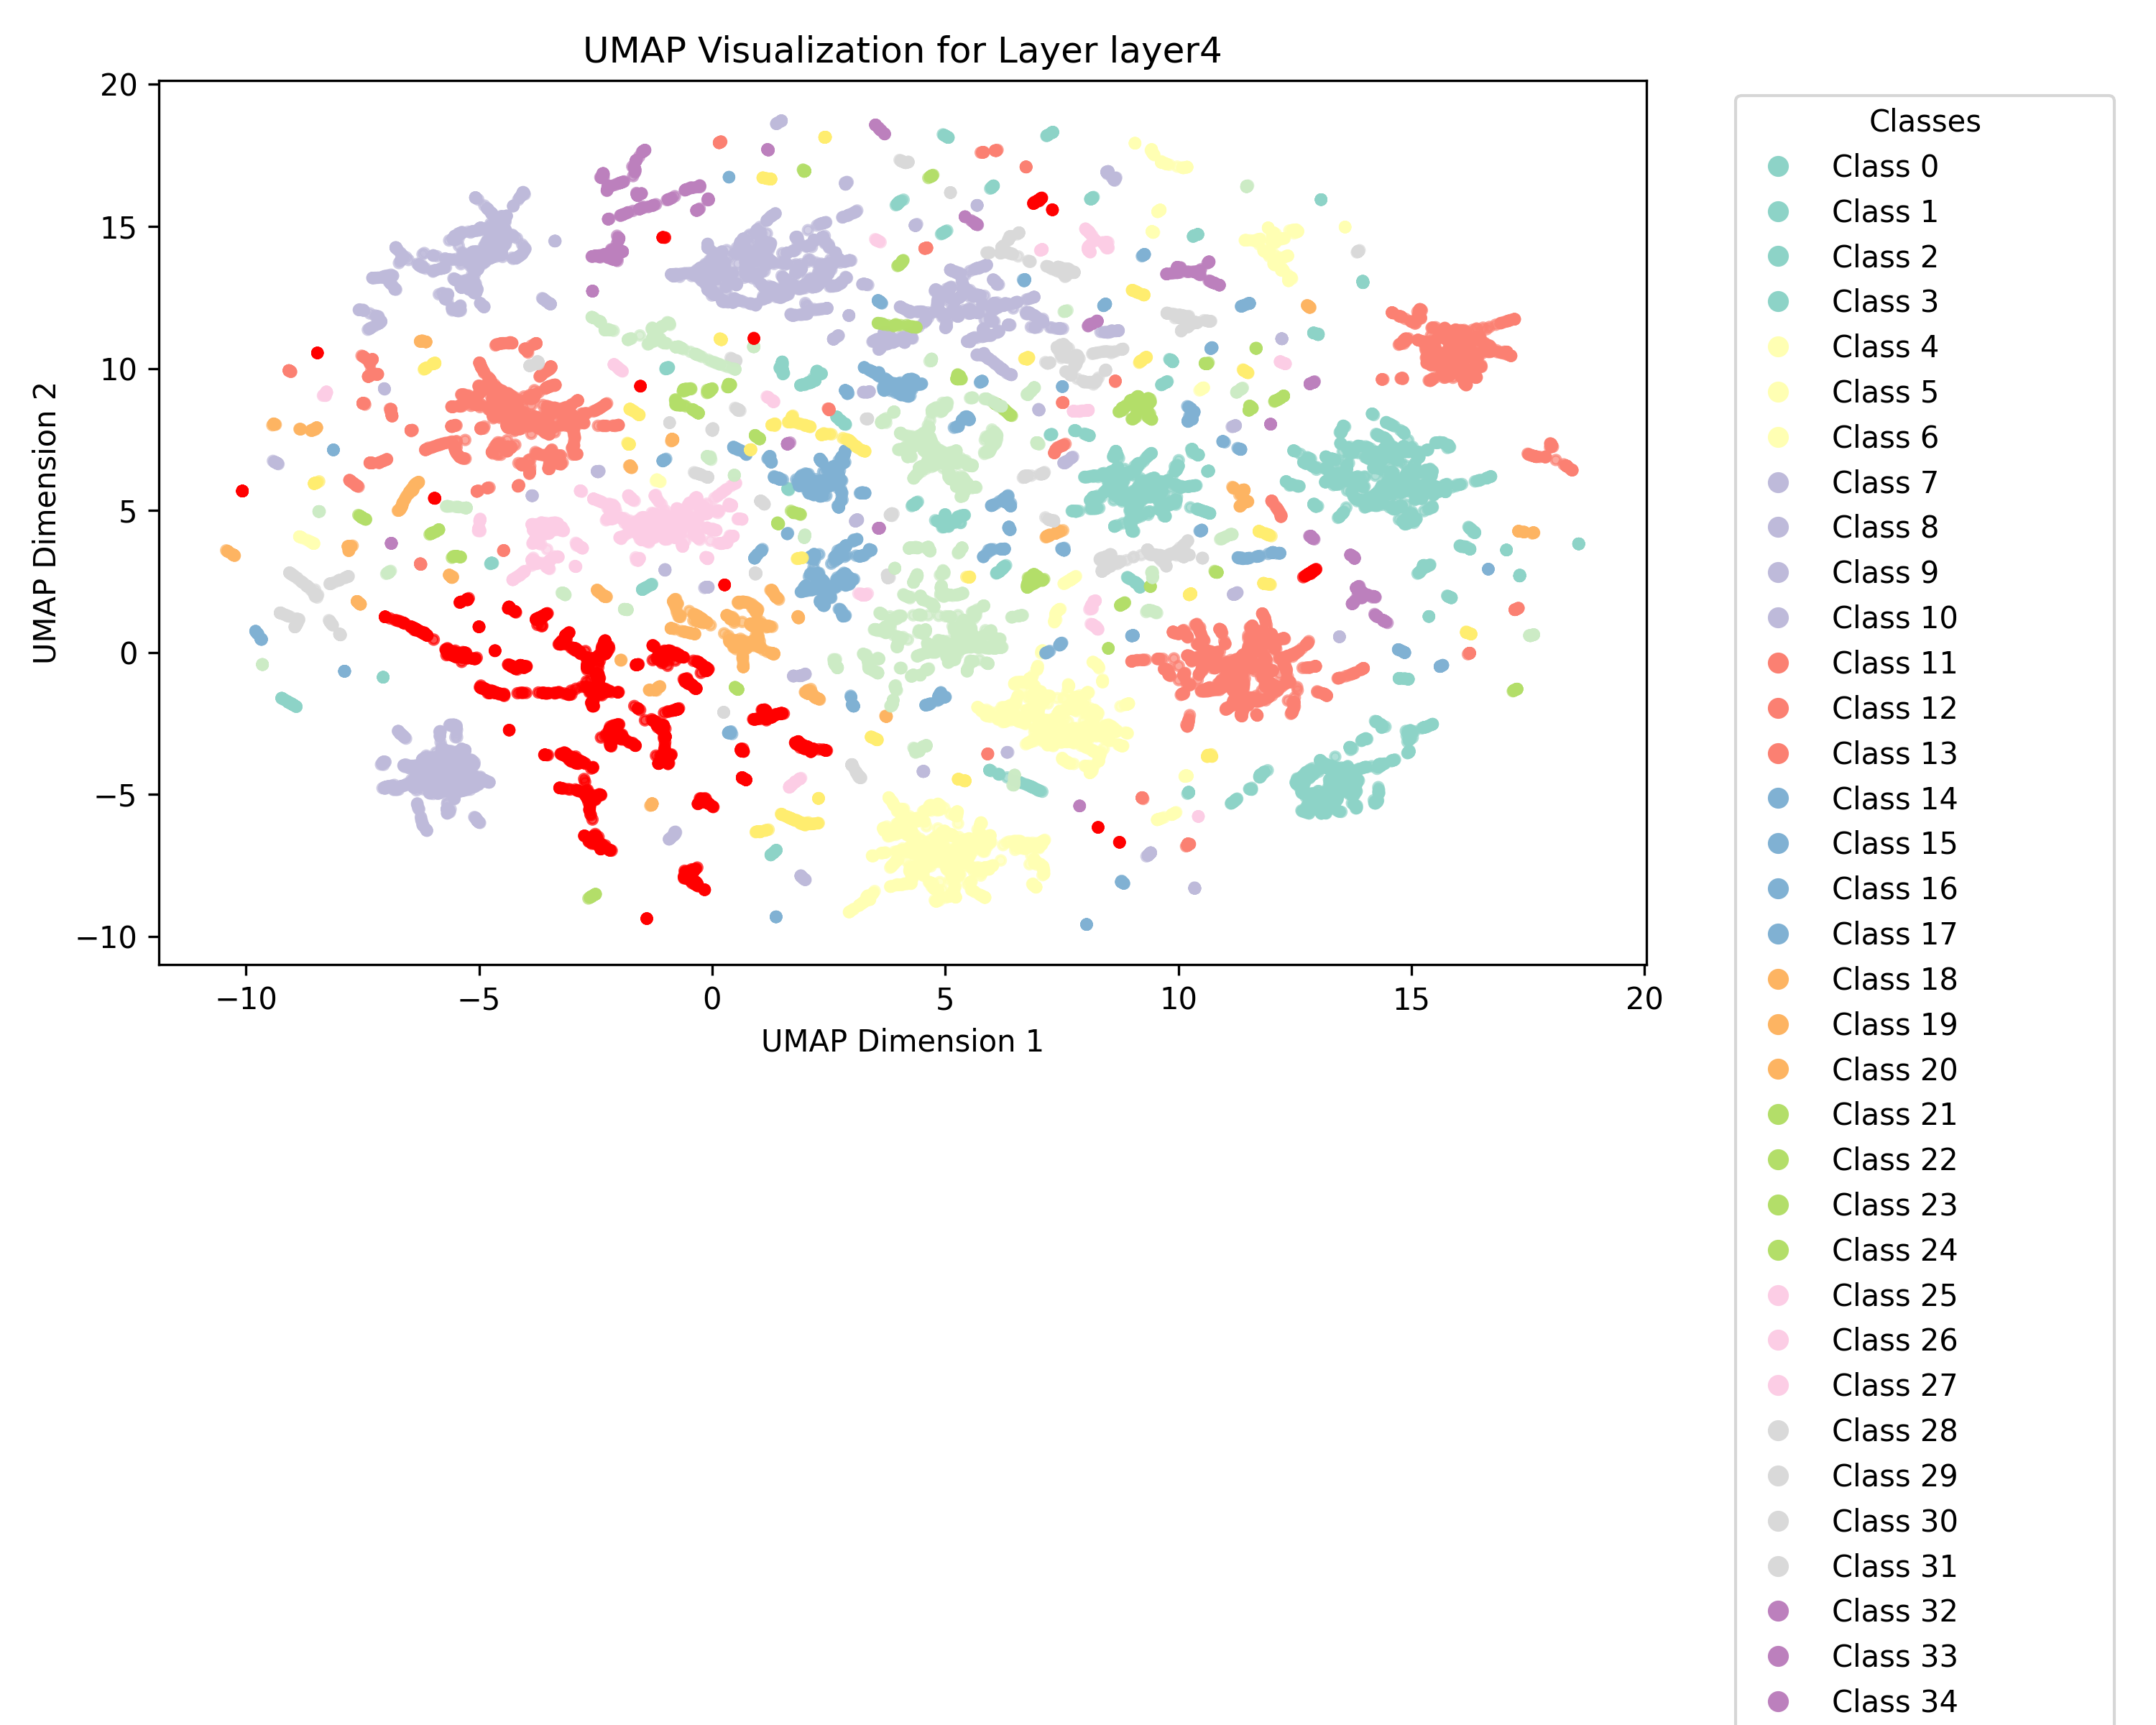 UMAP Visualization for Layer layer4
20
15
10
5
0
−5
−10
UMAP Dimension 2
−10
−5
0
5
10
15
20
UMAP Dimension 1
Classes
Class 0
Class 1
Class 2
Class 3
Class 4
Class 5
Class 6
Class 7
Class 8
Class 9
Class 10
Class 11
Class 12
Class 13
Class 14
Class 15
Class 16
Class 17
Class 18
Class 19
Class 20
Class 21
Class 22
Class 23
Class 24
Class 25
Class 26
Class 27
Class 28
Class 29
Class 30
Class 31
Class 32
Class 33
Class 34